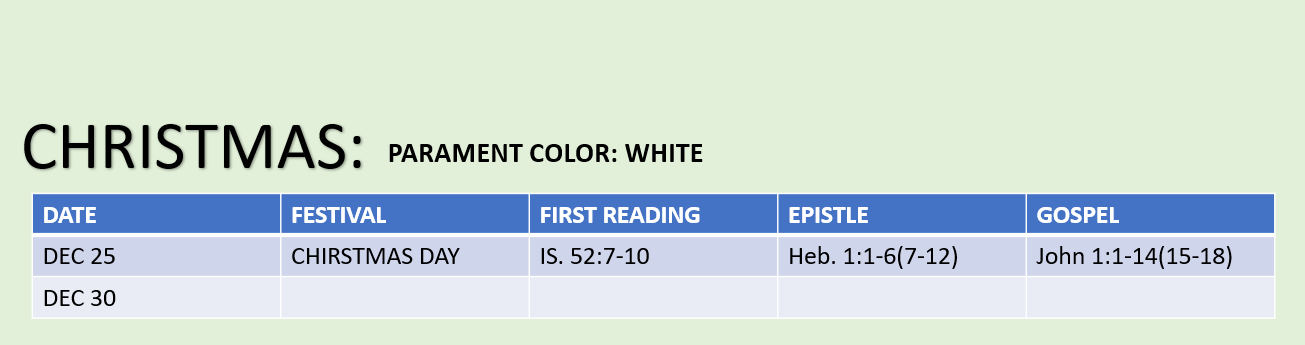 CHRISTMAS: PARAMENT COLOR: WHITE
DATE FESTIVAL FIRST READING EPISTLE GOSPEL
DEC 25 CHIRSTMAS DAY IS. 52:7-10 Heb. 1:1-6(7-12) John 1:1-14(15-18)
DEC 30